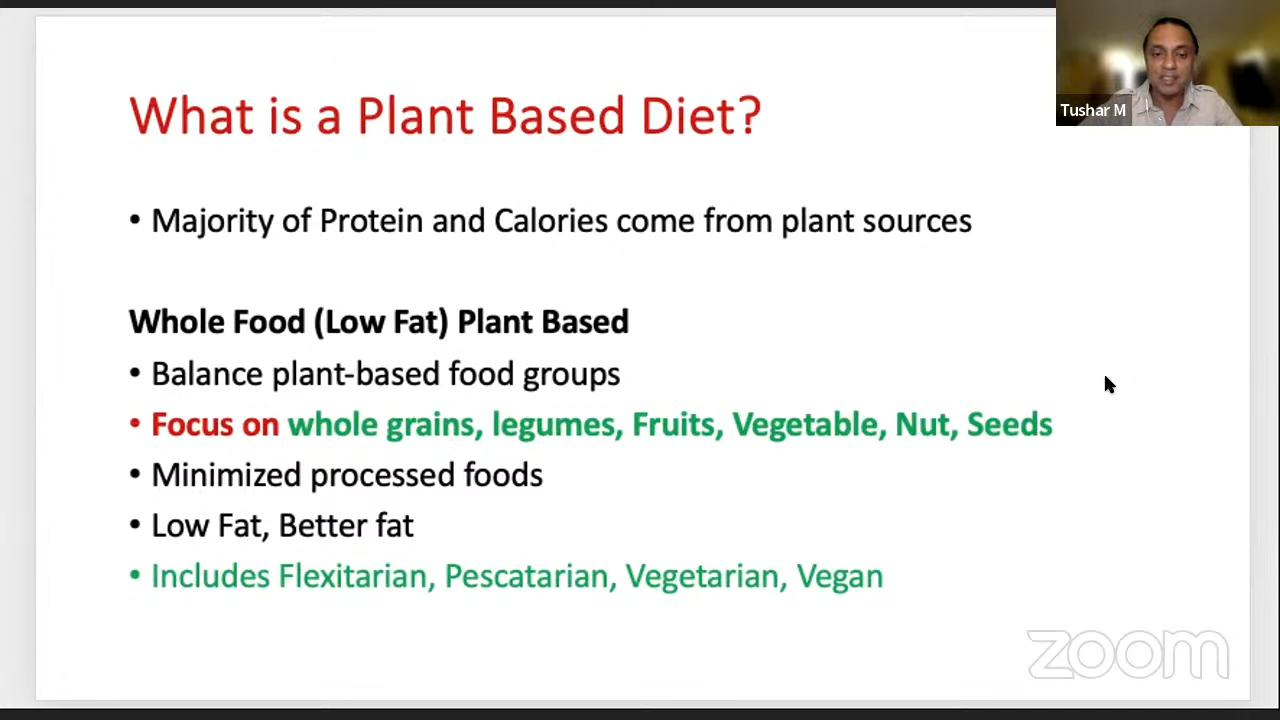 What is a Plant Based Diet?
Tushar M
• Majority of Protein and Calories come from plant sources
Whole Food (Low Fat) Plant Based
• Balance plant-based food groups
• Focus on whole grains, legumes, Fruits, Vegetable, Nut, Seeds
• Minimized processed foods
• Low Fat, Better fat
• Includes Flexitarian, Pescatarian, Vegetarian, Vegan
zoom